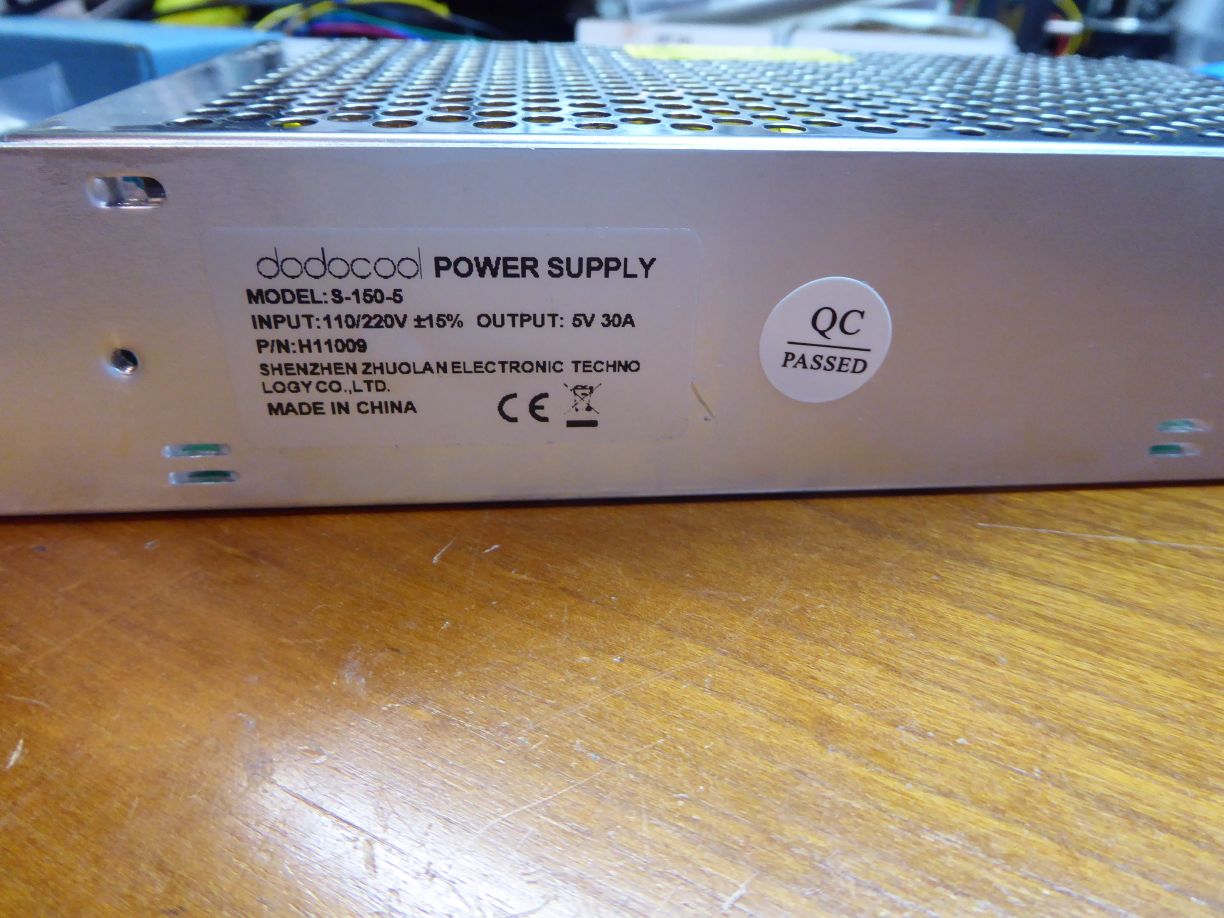 dodocool POWER SUPPLY
MODEL: S-150-5
INPUT: 110/220V ±15% OUTPUT: 5V 30A
P/N: H11009
SHENZHEN ZHUOLAN ELECTRONIC TECHNO
LOGY CO.,LTD.
MADE IN CHINA CE
QC
PASSED